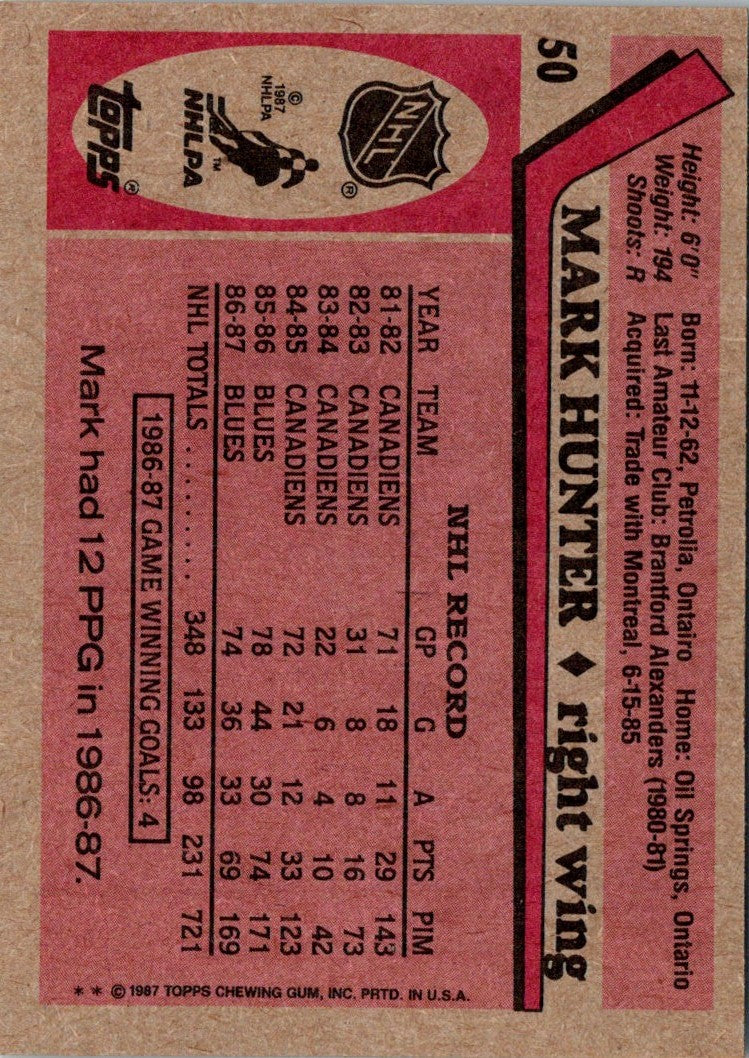 50
MARK HUNTER ♦ right wing
Height: 6'0" Born: 11-12-62, Petrolia, Ontairo Home: Oil Springs, Ontario
Weight: 194 Last Amateur Club: Brantford Alexanders (1980-81)
Shoots: R Acquired: Trade with Montreal, 6-15-85
NHL
®
© 1987 NHLPA
NHLPA™
TOPPS®
NHL RECORD
YEAR TEAM GP G A PTS PIM
81-82 CANADIENS 71 18 11 29 143
82-83 CANADIENS 31 8 8 16 73
83-84 CANADIENS 22 6 4 10 42
84-85 CANADIENS 72 21 12 33 123
85-86 BLUES 78 44 30 74 171
86-87 BLUES 74 36 33 69 169
NHL TOTALS .......... 348 133 98 231 721
1986-87 GAME WINNING GOALS: 4
Mark had 12 PPG in 1986-87.
* * © 1987 TOPPS CHEWING GUM, INC. PRTD. IN U.S.A.